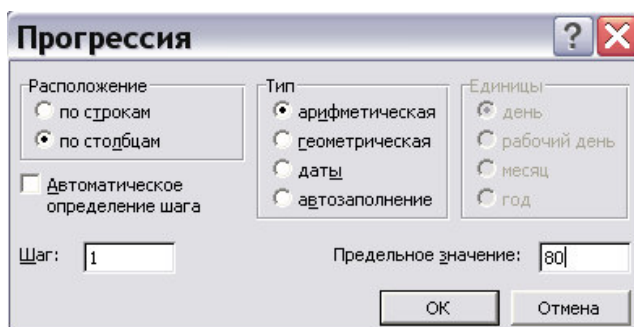 Прогрессия
Расположение
по строкам
по столбцам
Автоматическое
определение шага
Тип
арифметическая
геометрическая
даты
автозаполнение
Единицы
день
рабочий день
месяц
год
Шаг: 1
Предельное значение: 80
ОК
Отмена